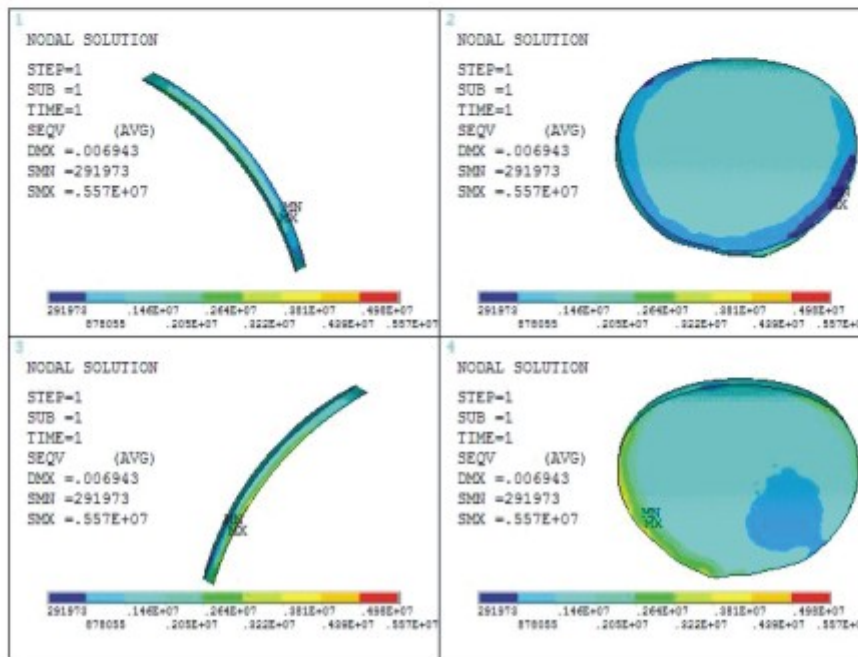 1
NODAL SOLUTION
STEP=1
SUB =1
TIME=1
SEQV (AVG)
DMX =.006943
SMN =291973
SMX =.557E+07
MN
MX
291973 .146E+07 .264E+07 .381E+07 .498E+07
878055 .205E+07 .322E+07 .439E+07 .557E+07
2
NODAL SOLUTION
STEP=1
SUB =1
TIME=1
SEQV (AVG)
DMX =.006943
SMN =291973
SMX =.557E+07
MN
MX
291973 .146E+07 .264E+07 .381E+07 .498E+07
878055 .205E+07 .322E+07 .439E+07 .557E+07
3
NODAL SOLUTION
STEP=1
SUB =1
TIME=1
SEQV (AVG)
DMX =.006943
SMN =291973
SMX =.557E+07
MN
MX
291973 .146E+07 .264E+07 .381E+07 .498E+07
878055 .205E+07 .322E+07 .439E+07 .557E+07
4
NODAL SOLUTION
STEP=1
SUB =1
TIME=1
SEQV (AVG)
DMX =.006943
SMN =291973
SMX =.557E+07
MN
MX
291973 .146E+07 .264E+07 .381E+07 .498E+07
878055 .205E+07 .322E+07 .439E+07 .557E+07